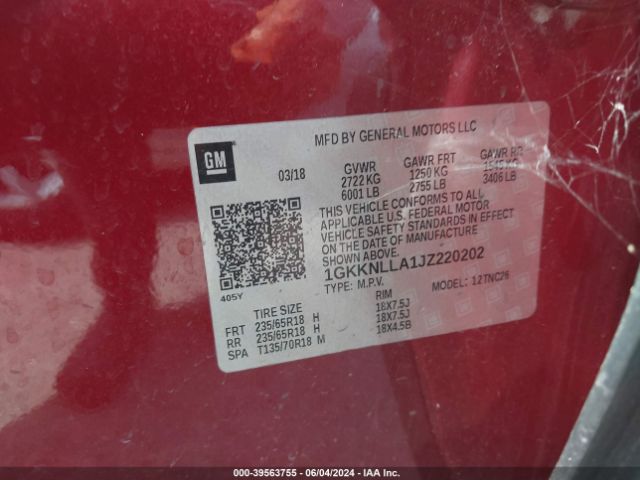 MFD BY GENERAL MOTORS LLC
GM
03/18
GVWR GAWR FRT GAWR RR
2722 KG 1250 KG
6001 LB 2755 LB 3406 LB
THIS VEHICLE CONFORMS TO ALL
APPLICABLE U.S. FEDERAL MOTOR
VEHICLE SAFETY STANDARDS IN EFFECT
ON THE DATE OF MANUFACTURE
SHOWN ABOVE.
1GKKNLLA1JZ220202
TYPE: M.P.V. MODEL: 12TNC26
405Y
TIRE SIZE RIM
FRT 235/65R18 H 18X7.5J
RR 235/65R18 H 18X7.5J
SPA T135/70R18 M 18X4.5B
000-39563755 - 06/04/2024 - IAA Inc.